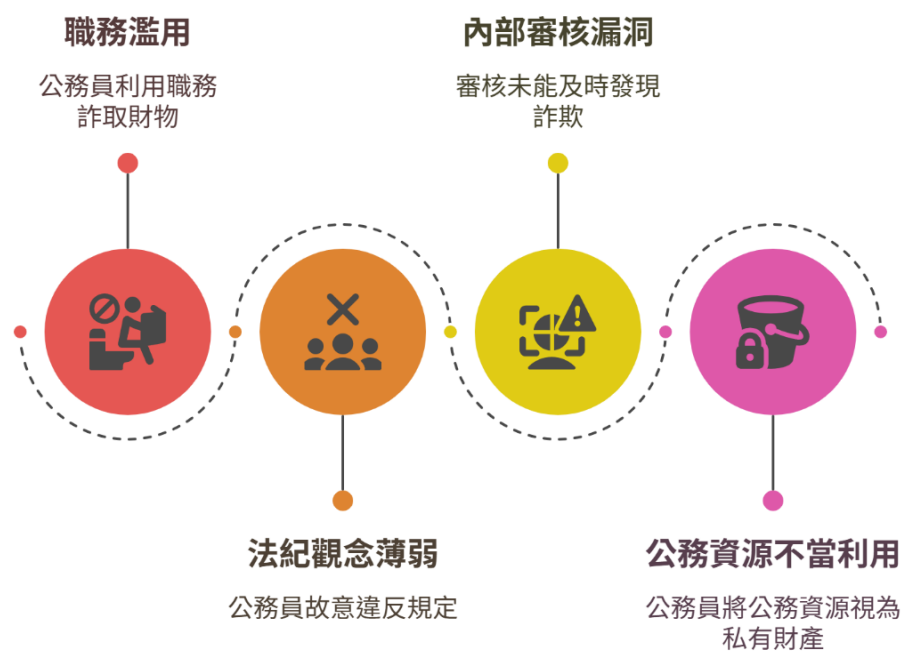 職務濫用
公務員利用職務
詐取財物
內部審核漏洞
審核未能及時發現
詐欺
法紀觀念薄弱
公務員故意違反規定
公務資源不當利用
公務員將公務資源視為
私有財產